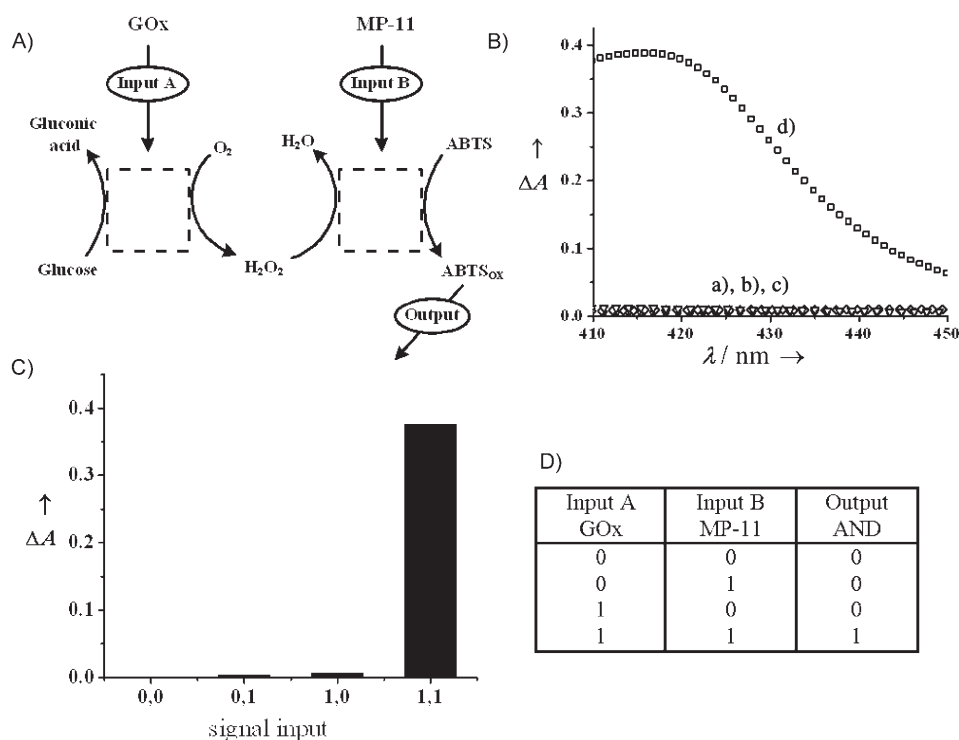 A)
GOx
MP-11
Input A
Input B
Gluconic
acid
O2
H2O
ABTS
Glucose
H2O2
ABTSox
Output
B)
0.4
0.3
0.2
0.1
0.0
↑
ΔA
d)
a), b), c)
410
420
430
440
450
λ / nm →
C)
0.4
0.3
0.2
0.1
0.0
↑
ΔA
0,0
0,1
1,0
1,1
signal input
D)
Input A Input B Output
GOx MP-11 AND
0 0 0
0 1 0
1 0 0
1 1 1